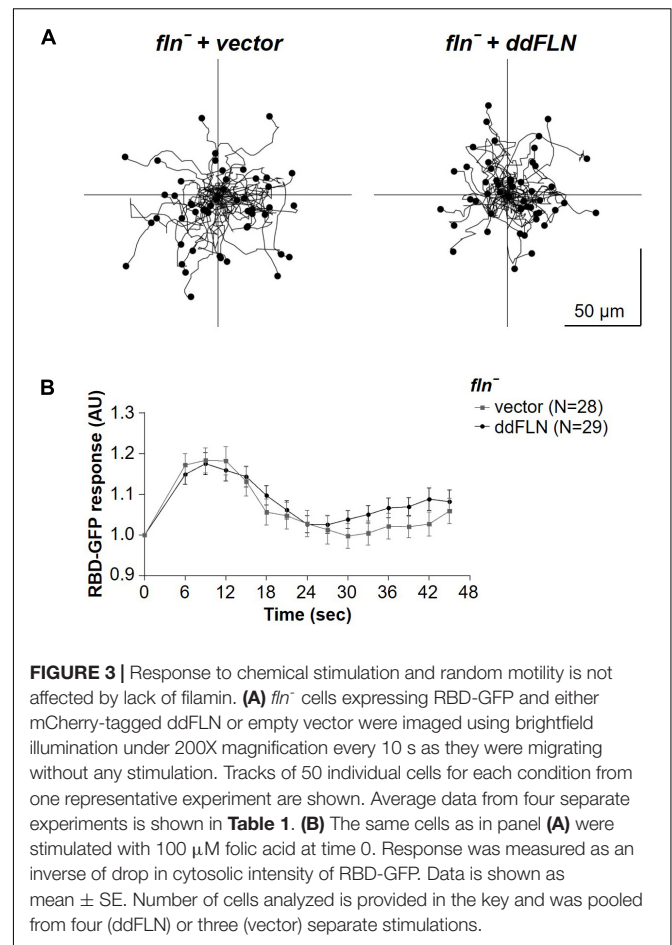 A
fln⁻ + vector
fln⁻ + ddFLN
50 µm
B
fln⁻
vector (N=28)
ddFLN (N=29)
RBD-GFP response (AU)
1.3
1.2
1.1
1.0
0.9
0 6 12 18 24 30 36 42 48
Time (sec)
FIGURE 3 | Response to chemical stimulation and random motility is not
affected by lack of filamin. (A) fln⁻ cells expressing RBD-GFP and either
mCherry-tagged ddFLN or empty vector were imaged using brightfield
illumination under 200X magnification every 10 s as they were migrating
without any stimulation. Tracks of 50 individual cells for each condition from
one representative experiment are shown. Average data from four separate
experiments is shown in Table 1. (B) The same cells as in panel (A) were
stimulated with 100 µM folic acid at time 0. Response was measured as an
inverse of drop in cytosolic intensity of RBD-GFP. Data is shown as
mean ± SE. Number of cells analyzed is provided in the key and was pooled
from four (ddFLN) or three (vector) separate stimulations.